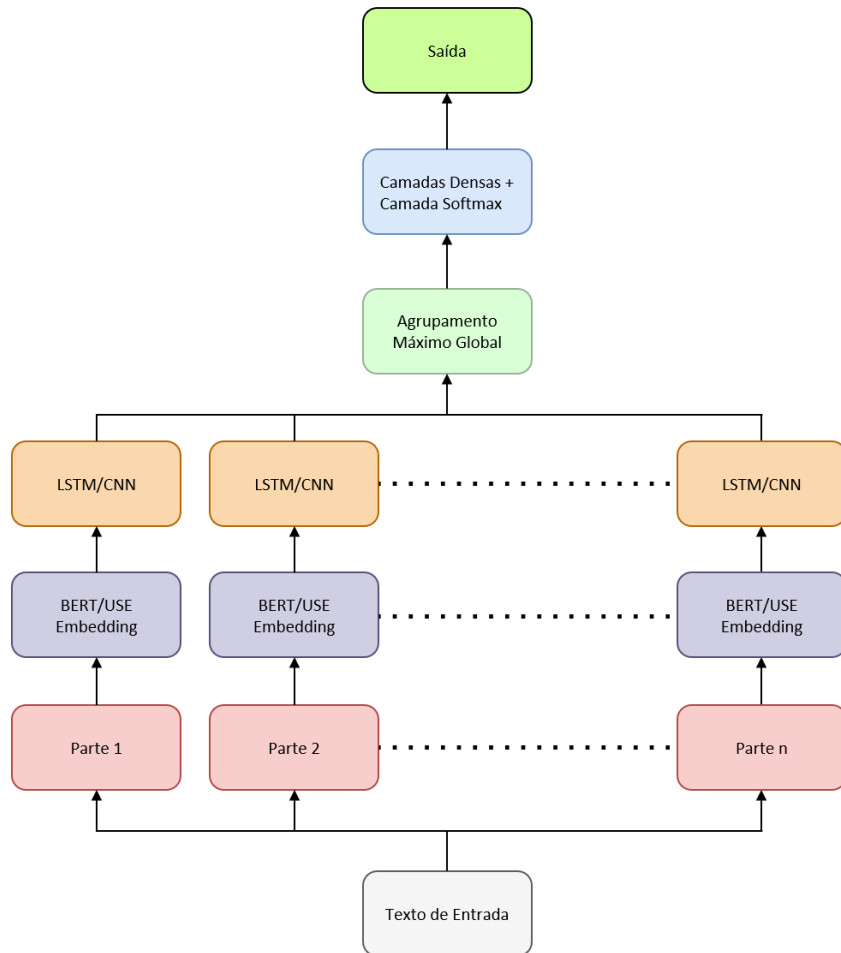 Saída
Camadas Densas +
Camada Softmax
Agrupamento
Máximo Global
LSTM/CNN
LSTM/CNN
LSTM/CNN
BERT/USE
Embedding
BERT/USE
Embedding
BERT/USE
Embedding
Parte 1
Parte 2
Parte n
Texto de Entrada